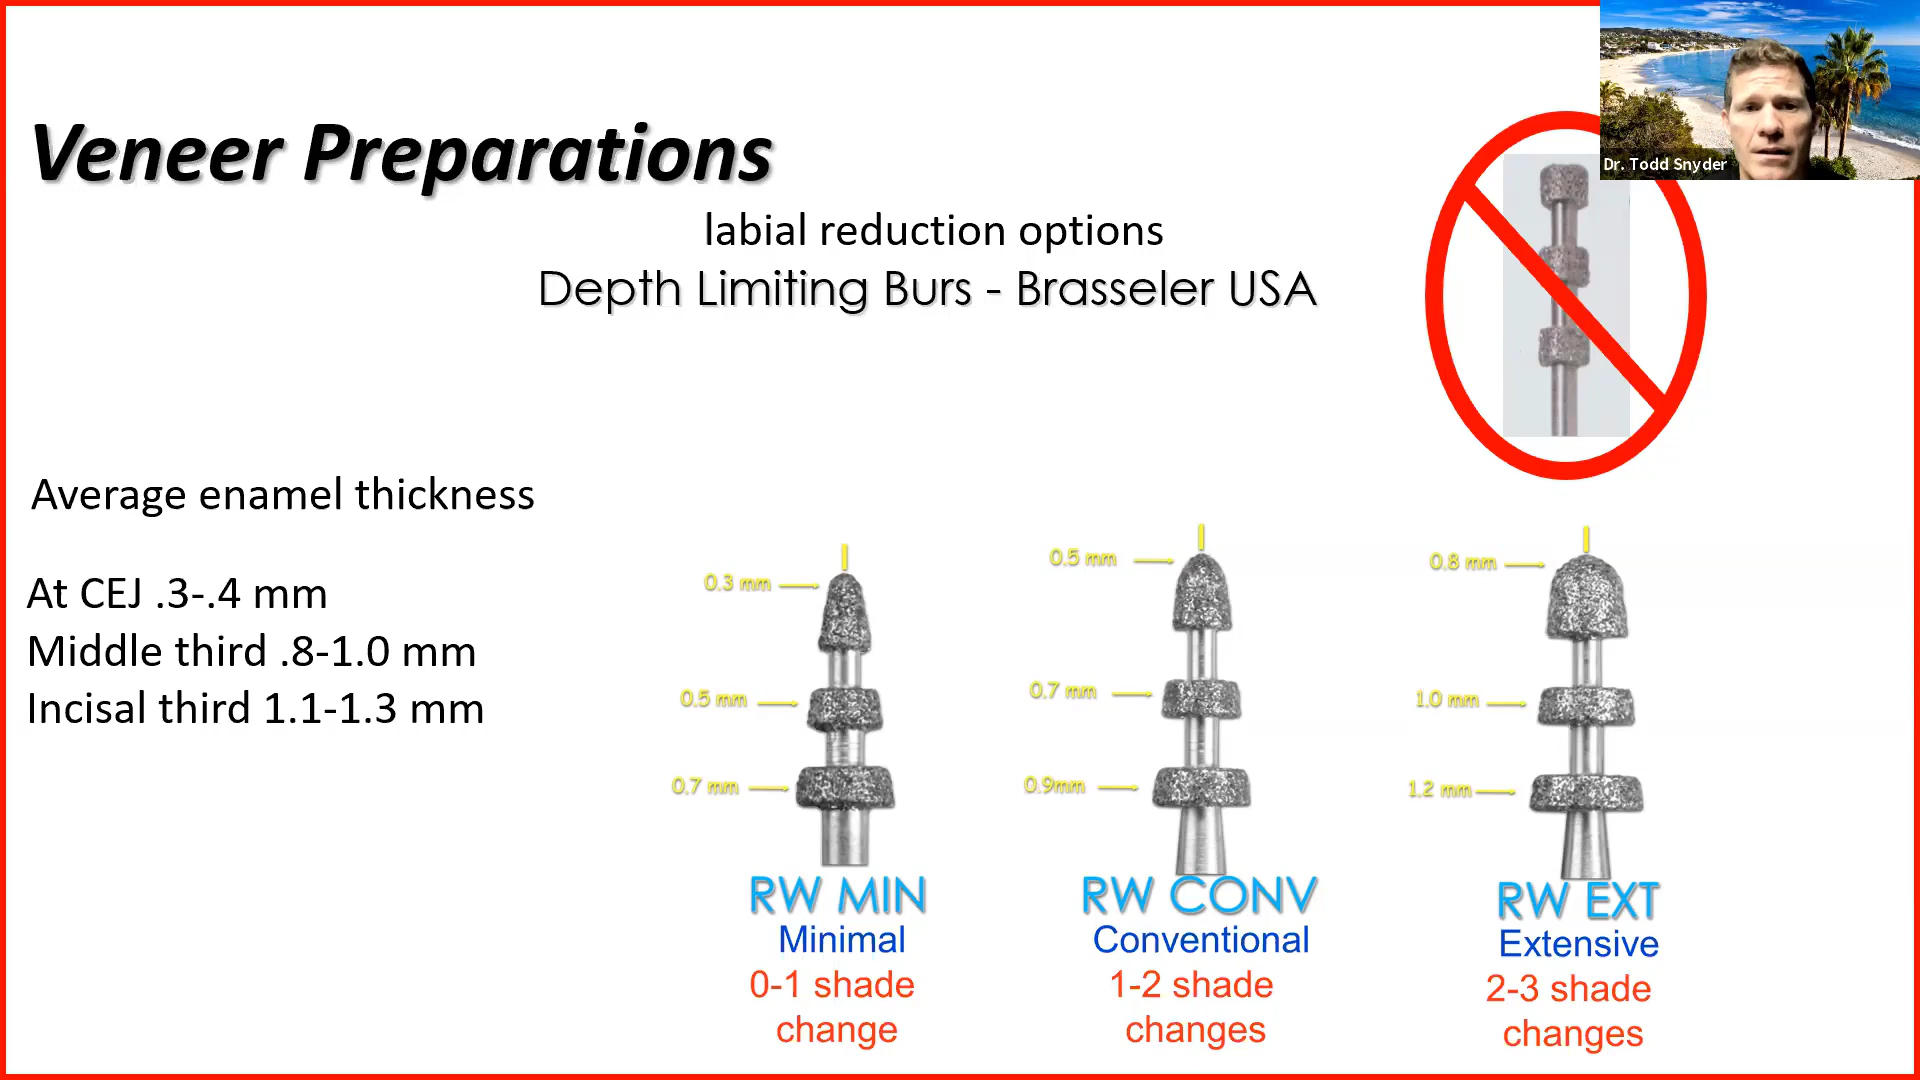 Dr. Todd Snyder
Veneer Preparations
labial reduction options
Depth Limiting Burs - Brasseler USA
Average enamel thickness
At CEJ .3-.4 mm
Middle third .8-1.0 mm
Incisal third 1.1-1.3 mm
0.3 mm
0.5 mm
0.7 mm
RW MIN
Minimal
0-1 shade
change
0.5 mm
0.7 mm
0.9mm
RW CONV
Conventional
1-2 shade
changes
0.8 mm
1.0 mm
1.2 mm
RW EXT
Extensive
2-3 shade
changes